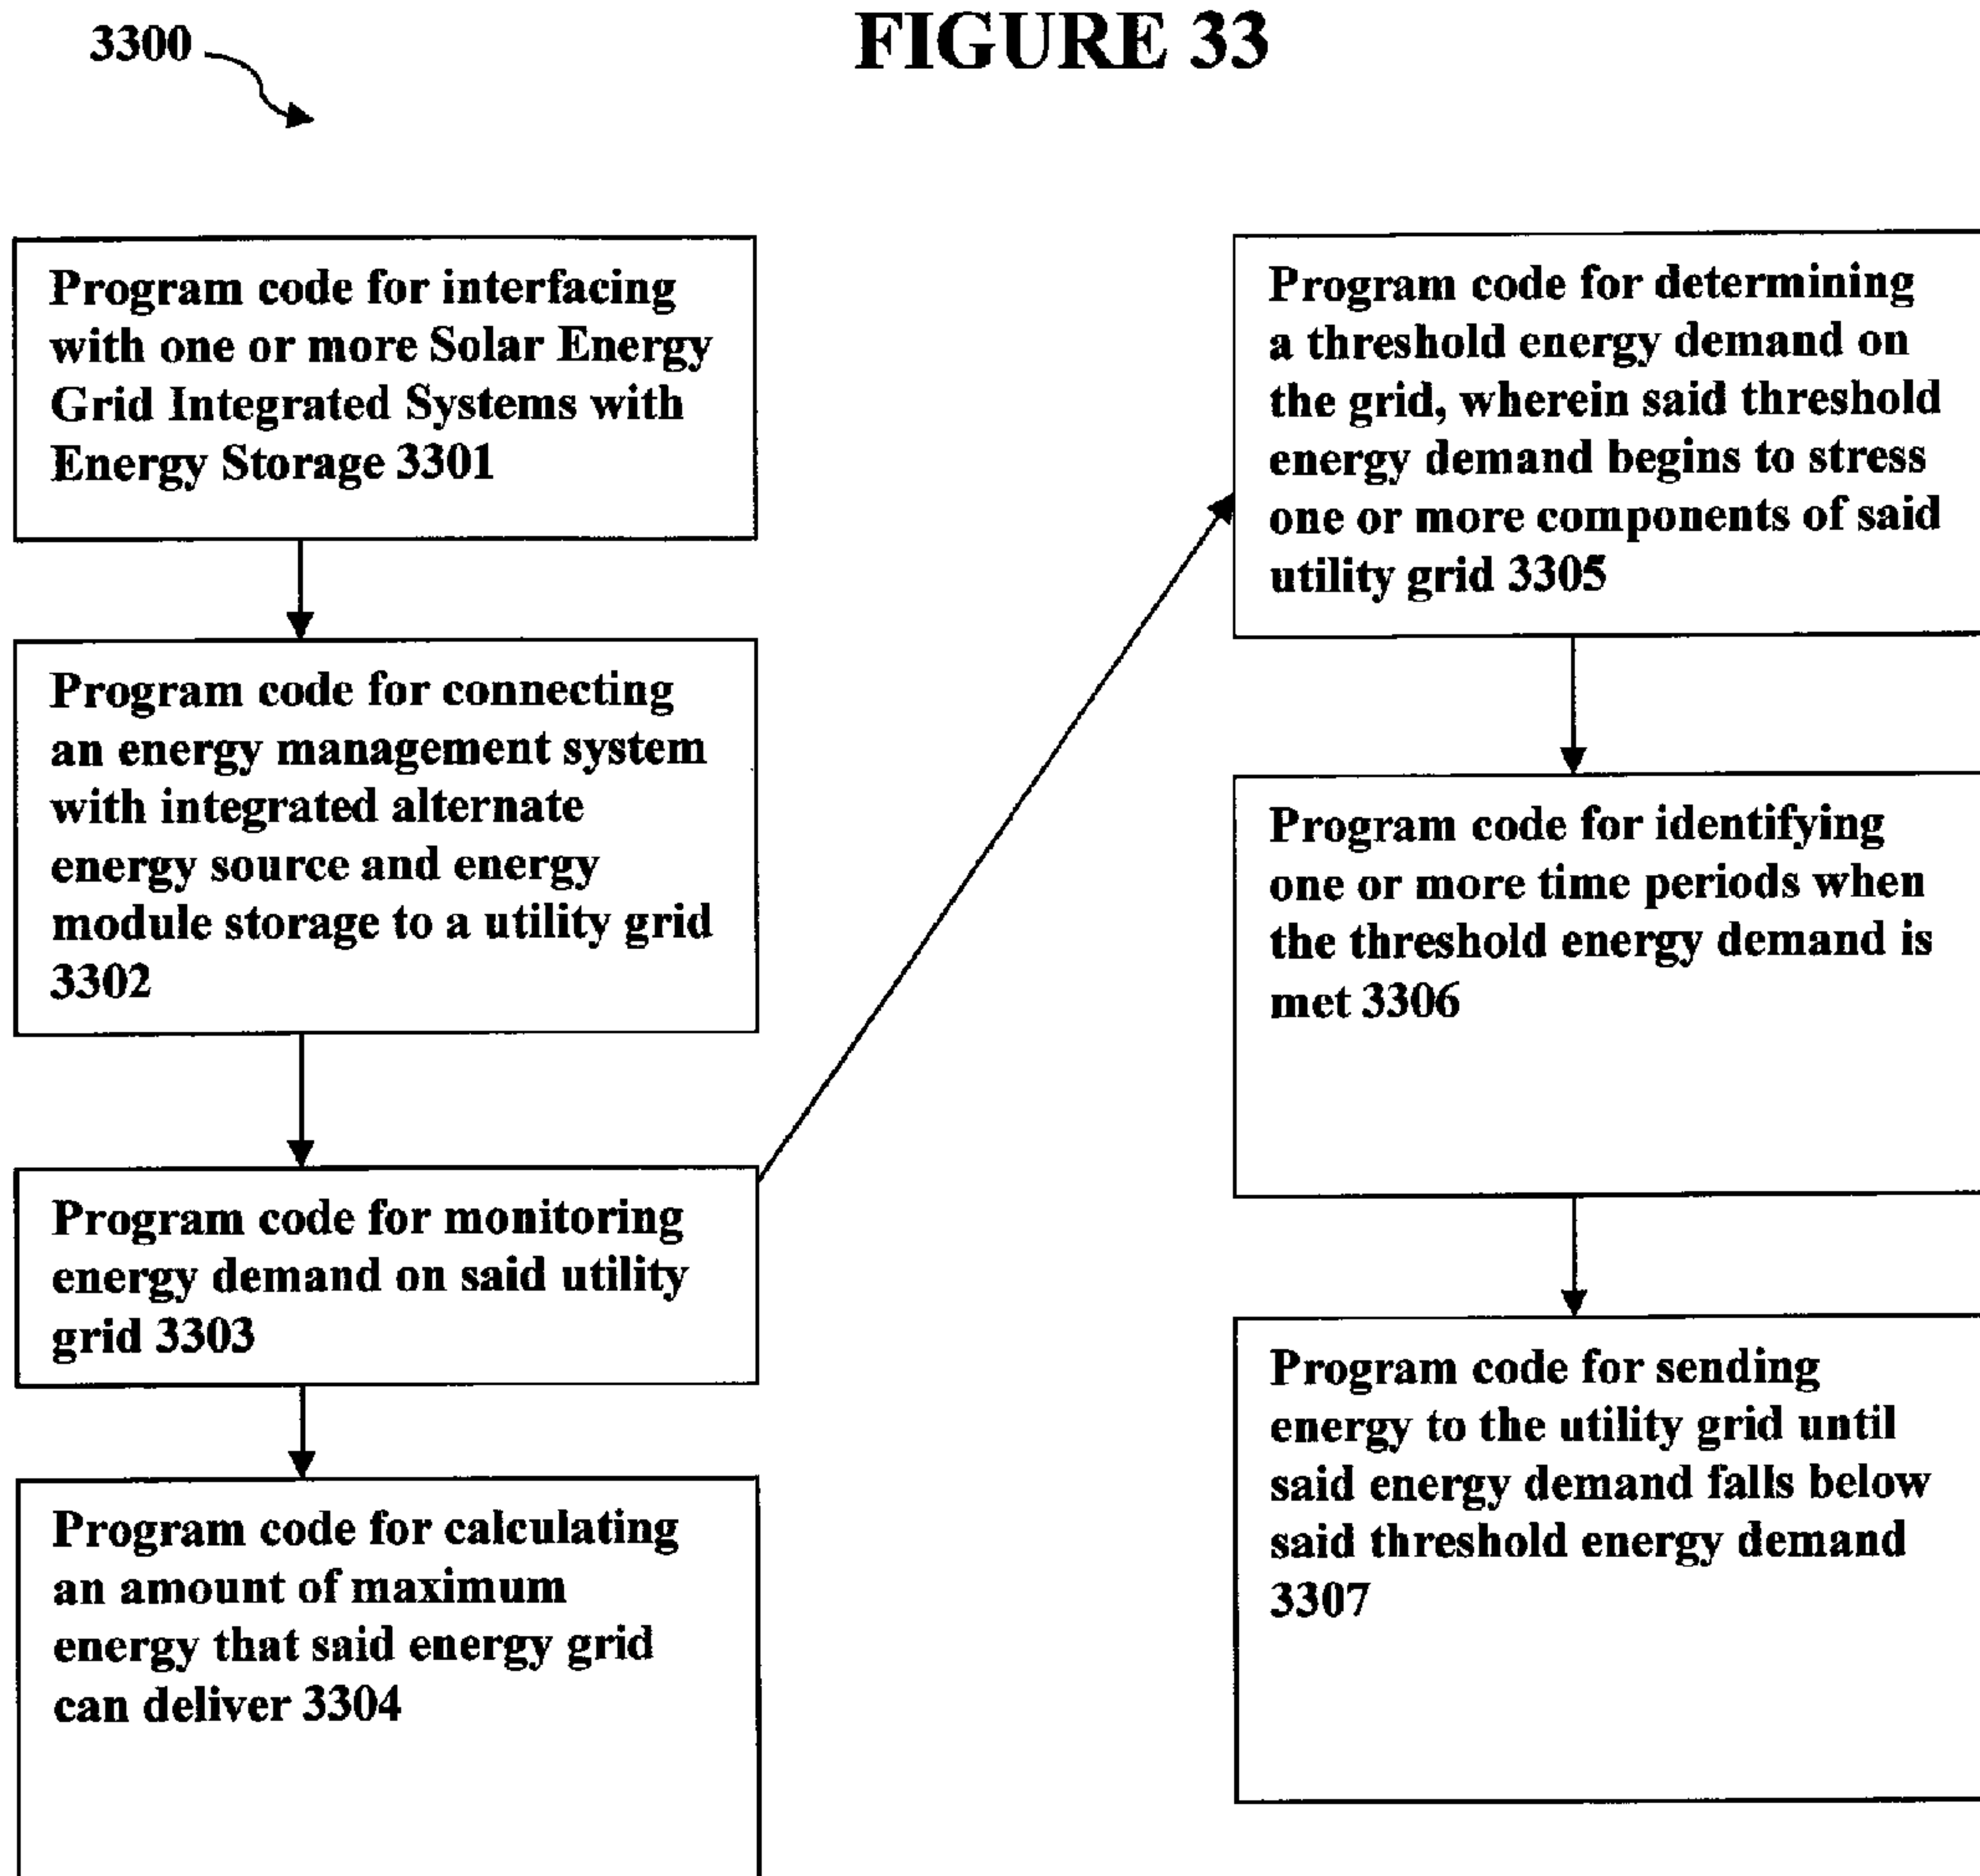 3300
FIGURE 33
Program code for interfacing
with one or more Solar Energy
Grid Integrated Systems with
Energy Storage 3301
Program code for connecting
an energy management system
with integrated alternate
energy source and energy
module storage to a utility grid
3302
Program code for monitoring
energy demand on said utility
grid 3303
Program code for calculating
an amount of maximum
energy that said energy grid
can deliver 3304
Program code for determining
a threshold energy demand on
the grid, wherein said threshold
energy demand begins to stress
one or more components of said
utility grid 3305
Program code for identifying
one or more time periods when
the threshold energy demand is
met 3306
Program code for sending
energy to the utility grid until
said energy demand falls below
said threshold energy demand
3307